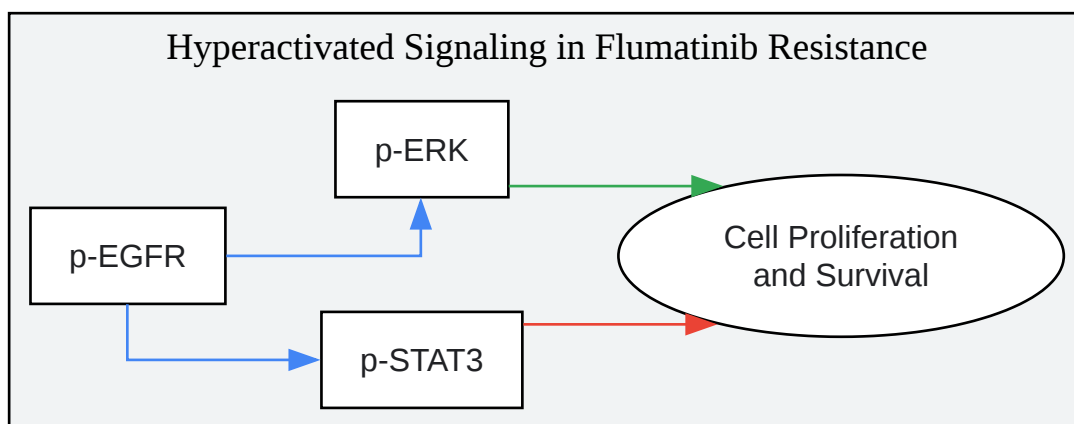 Hyperactivated Signaling in Flumatinib Resistance
p-ERK
p-EGFR
Cell Proliferation
and Survival
p-STAT3